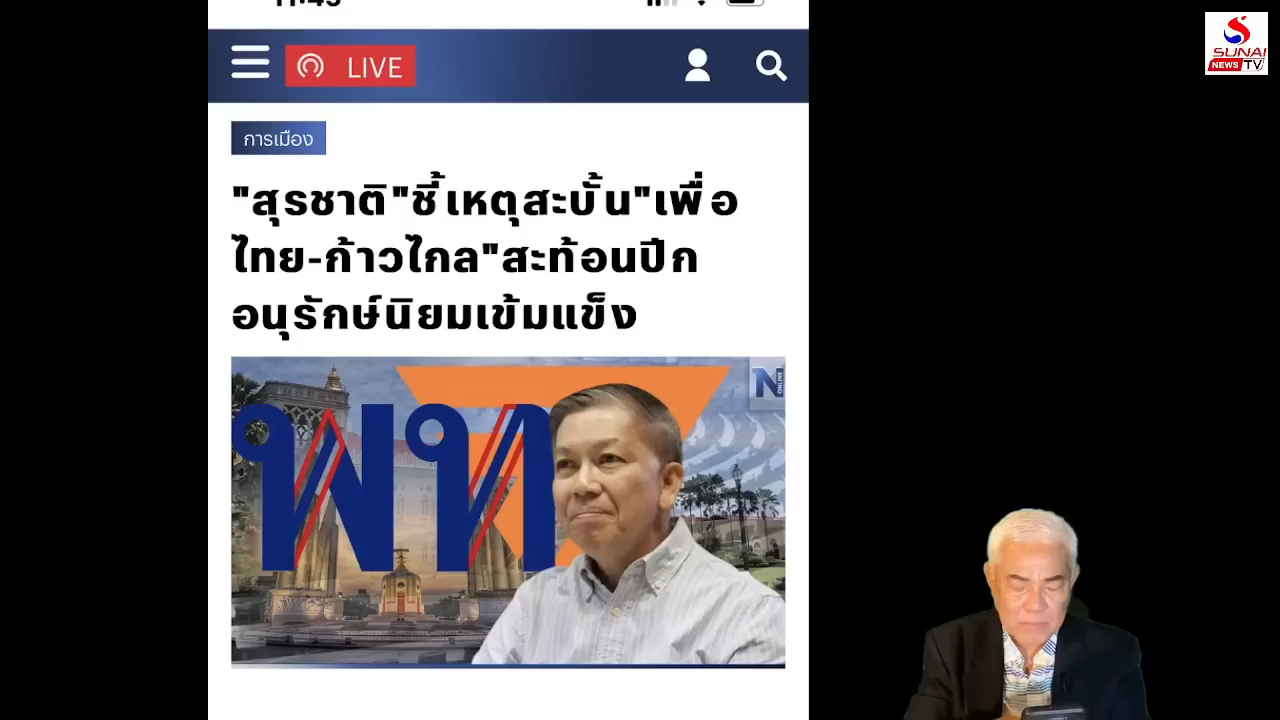 SUNAI
NEWS TV
LIVE
การเมือง
"สุรชาติ"ชี้เหตุสะบั้น"เพื่อ
ไทย-ก้าวไกล"สะท้อนปีก
อนุรักษ์นิยมเข้มแข็ง
N ONLINE
พท